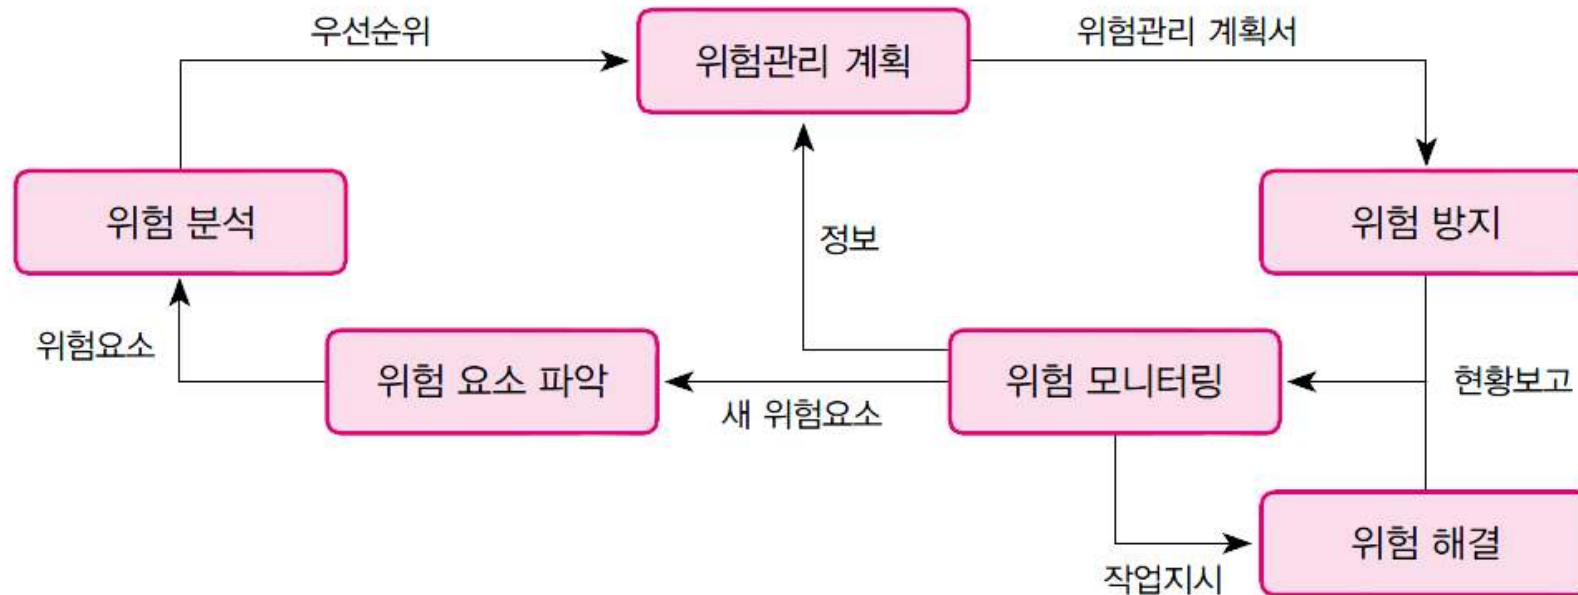 우선순위
위험관리 계획
위험관리 계획서
위험 분석
위험 방지
정보
위험요소
위험 요소 파악
새 위험요소
위험 모니터링
현황보고
작업지시
위험 해결